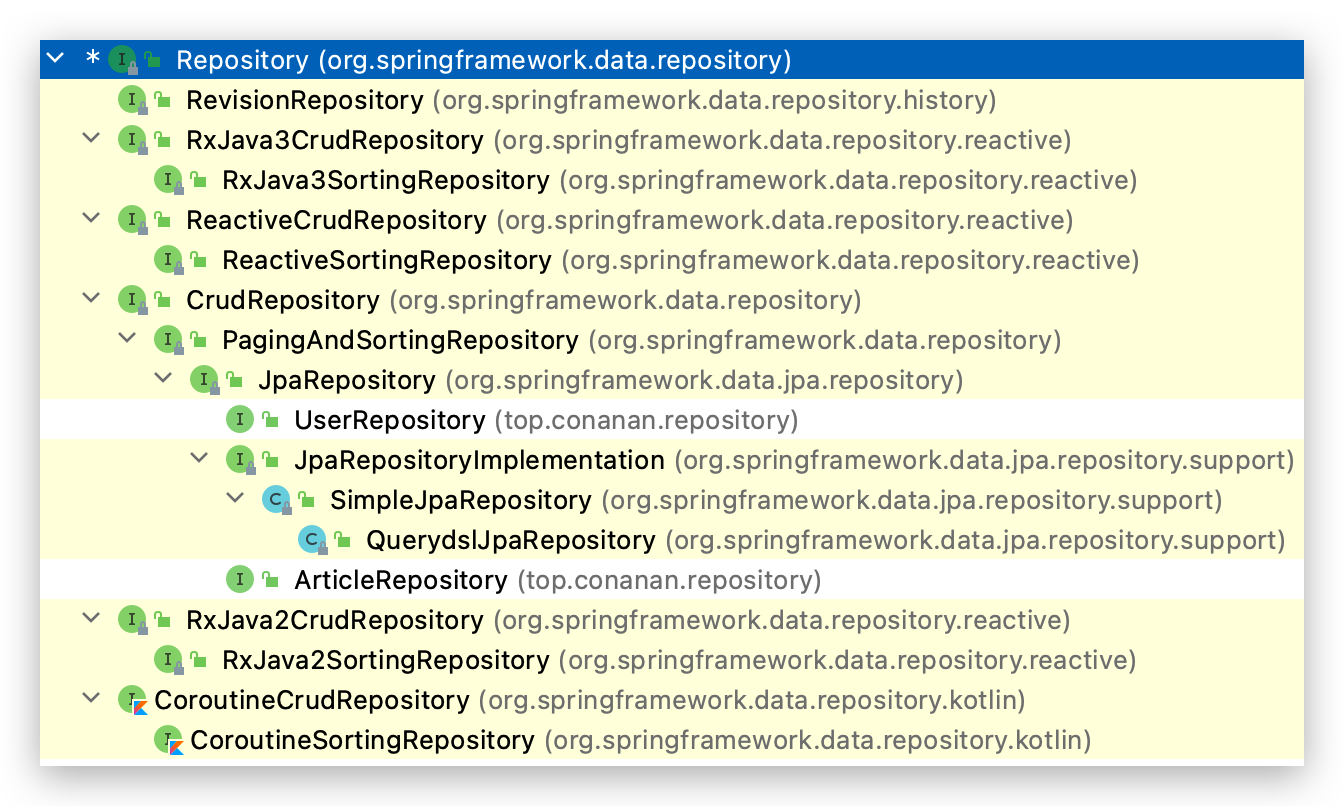 * I Repository (org.springframework.data.repository)
I RevisionRepository (org.springframework.data.repository.history)
I RxJava3CrudRepository (org.springframework.data.repository.reactive)
I RxJava3SortingRepository (org.springframework.data.repository.reactive)
I ReactiveCrudRepository (org.springframework.data.repository.reactive)
I ReactiveSortingRepository (org.springframework.data.repository.reactive)
I CrudRepository (org.springframework.data.repository)
I PagingAndSortingRepository (org.springframework.data.repository)
I JpaRepository (org.springframework.data.jpa.repository)
I UserRepository (top.conanan.repository)
I JpaRepositoryImplementation (org.springframework.data.jpa.repository.support)
C SimpleJpaRepository (org.springframework.data.jpa.repository.support)
C QuerydslJpaRepository (org.springframework.data.jpa.repository.support)
I ArticleRepository (top.conanan.repository)
I RxJava2CrudRepository (org.springframework.data.repository.reactive)
I RxJava2SortingRepository (org.springframework.data.repository.reactive)
I CoroutineCrudRepository (org.springframework.data.repository.kotlin)
I CoroutineSortingRepository (org.springframework.data.repository.kotlin)